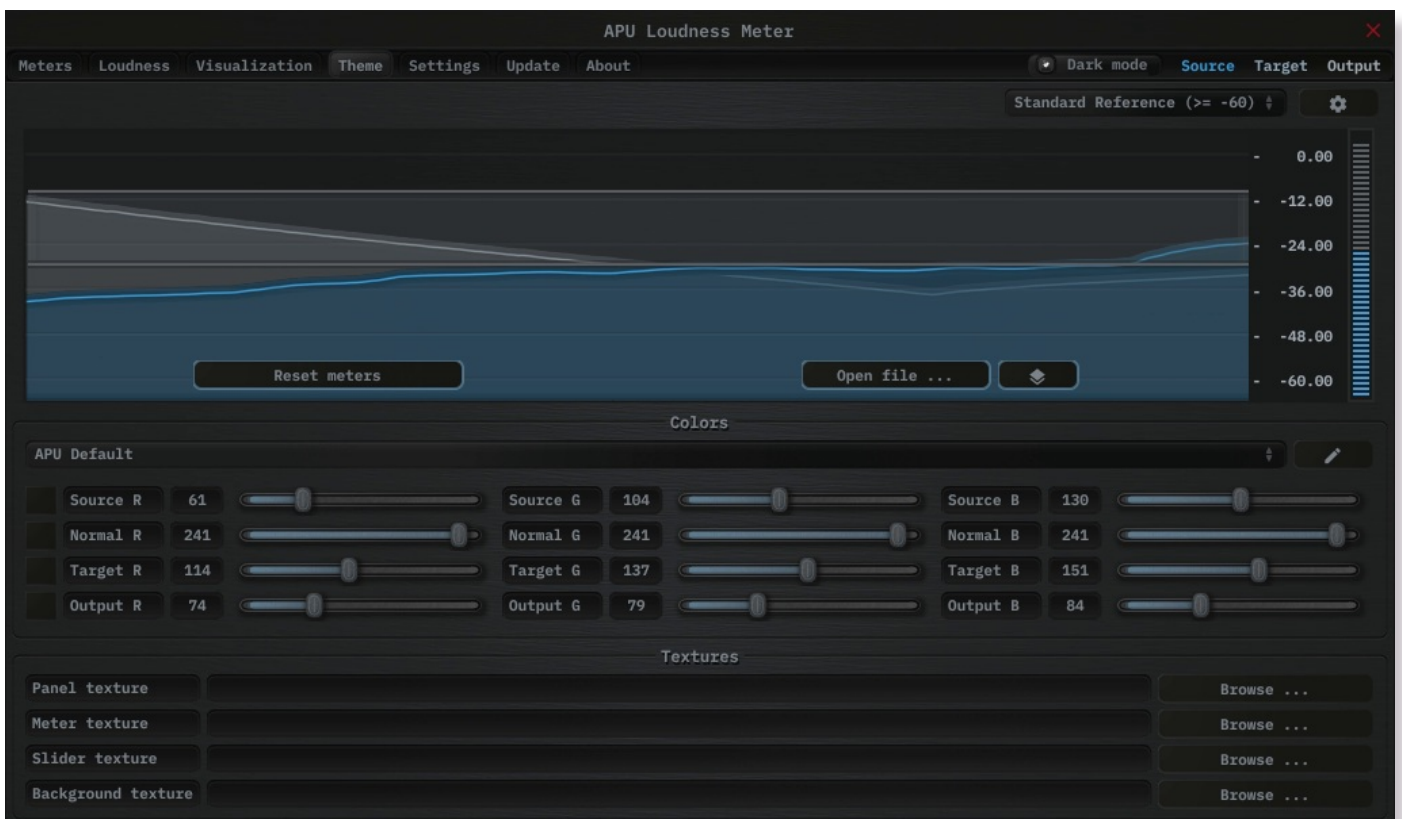 APU Loudness Meter
Meters Loudness Visualization Theme Settings Update About Dark mode Source Target Output
Standard Reference (>= -60)
- 0.00
- -12.00
- -24.00
- -36.00
- -48.00
Reset meters Open file ... - -60.00
Colors
APU Default
Source R 61 Source G 104 Source B 130
Normal R 241 Normal G 241 Normal B 241
Target R 114 Target G 137 Target B 151
Output R 74 Output G 79 Output B 84
Textures
Panel texture Browse ...
Meter texture Browse ...
Slider texture Browse ...
Background texture Browse ...